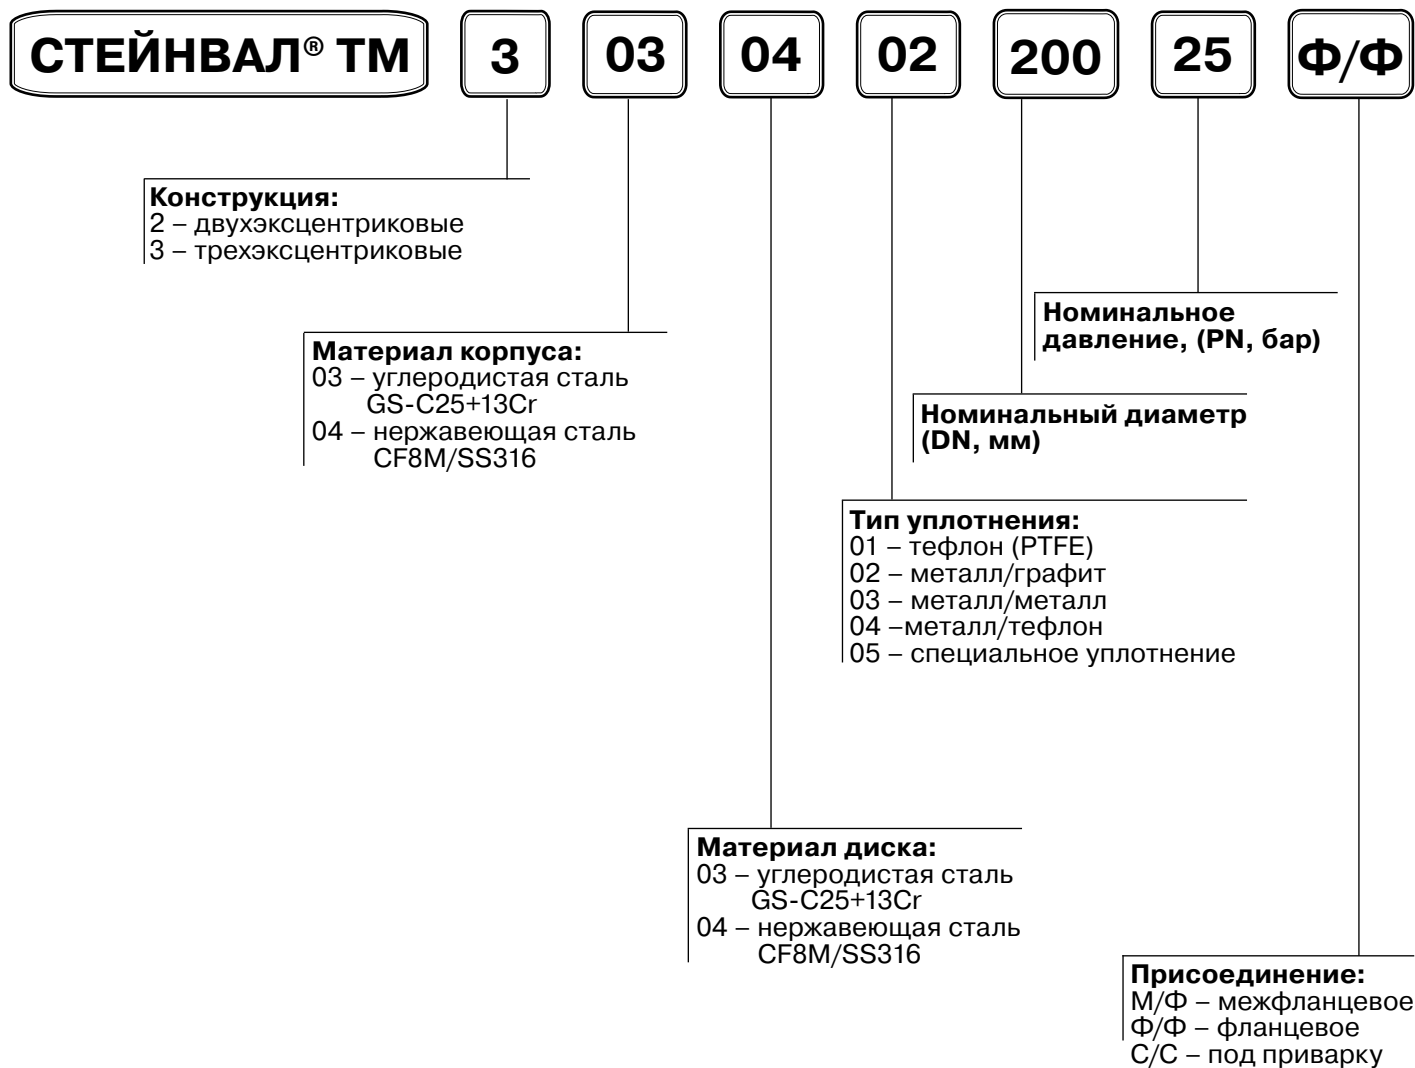 СТЕЙНВАЛ® ТМ 3 03 04 02 200 25 Ф/Ф
Конструкция:
2 – двухэксцентриковые
3 – трехэксцентриковые
Номинальное
давление, (PN, бар)
Материал корпуса:
03 – углеродистая сталь
GS-C25+13Cr
04 – нержавеющая сталь
CF8M/SS316
Номинальный диаметр
(DN, мм)
Тип уплотнения:
01 – тефлон (PTFE)
02 – металл/графит
03 – металл/металл
04 –металл/тефлон
05 – специальное уплотнение
Материал диска:
03 – углеродистая сталь
GS-C25+13Cr
04 – нержавеющая сталь
CF8M/SS316
Присоединение:
М/Ф – межфланцевое
Ф/Ф – фланцевое
С/С – под приварку